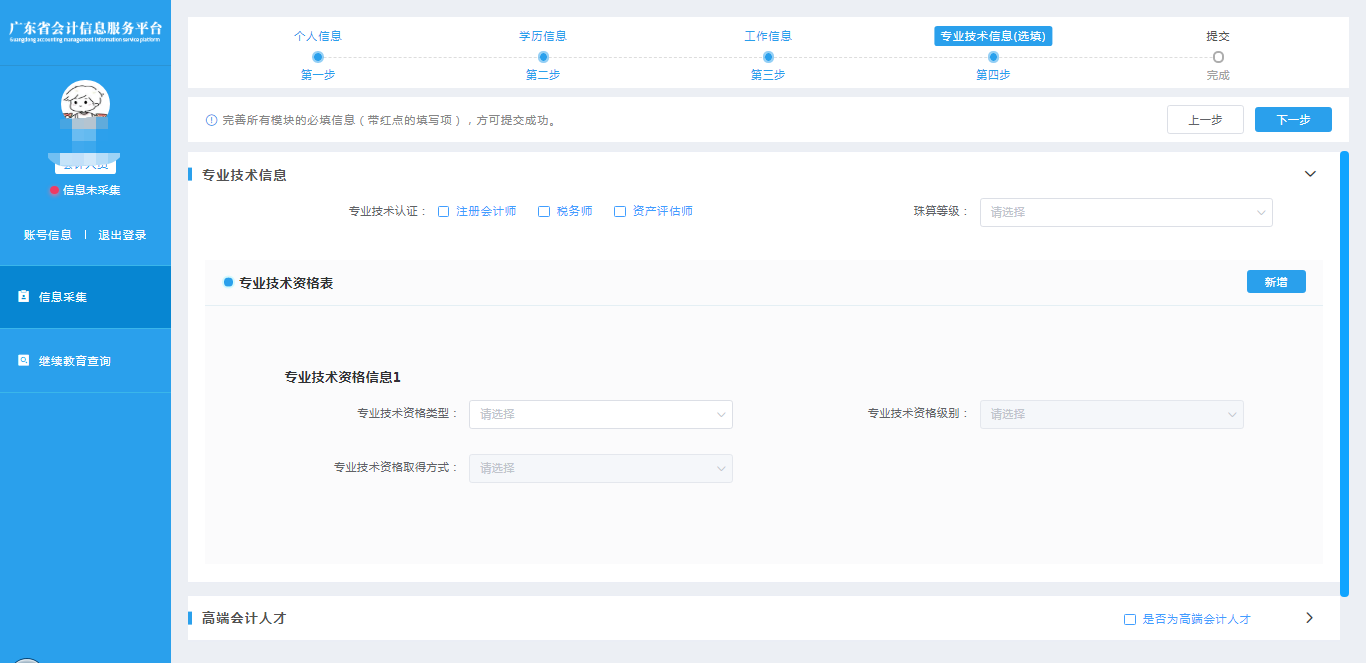 广东省会计信息服务平台
Guangdong accounting management information service platform
信息未采集
账号信息 | 退出登录
信息采集
继续教育查询
个人信息 学历信息 工作信息 专业技术信息(选填) 提交
第一步 第二步 第三步 第四步 完成
完善所有模块的必填信息（带红点的填写项），方可提交成功。 上一步 下一步
专业技术信息
专业技术认证： 注册会计师 税务师 资产评估师 珠算等级： 请选择
专业技术资格表 新增
专业技术资格信息1
专业技术资格类型： 请选择 专业技术资格级别： 请选择
专业技术资格取得方式： 请选择
高端会计人才 是否为高端会计人才